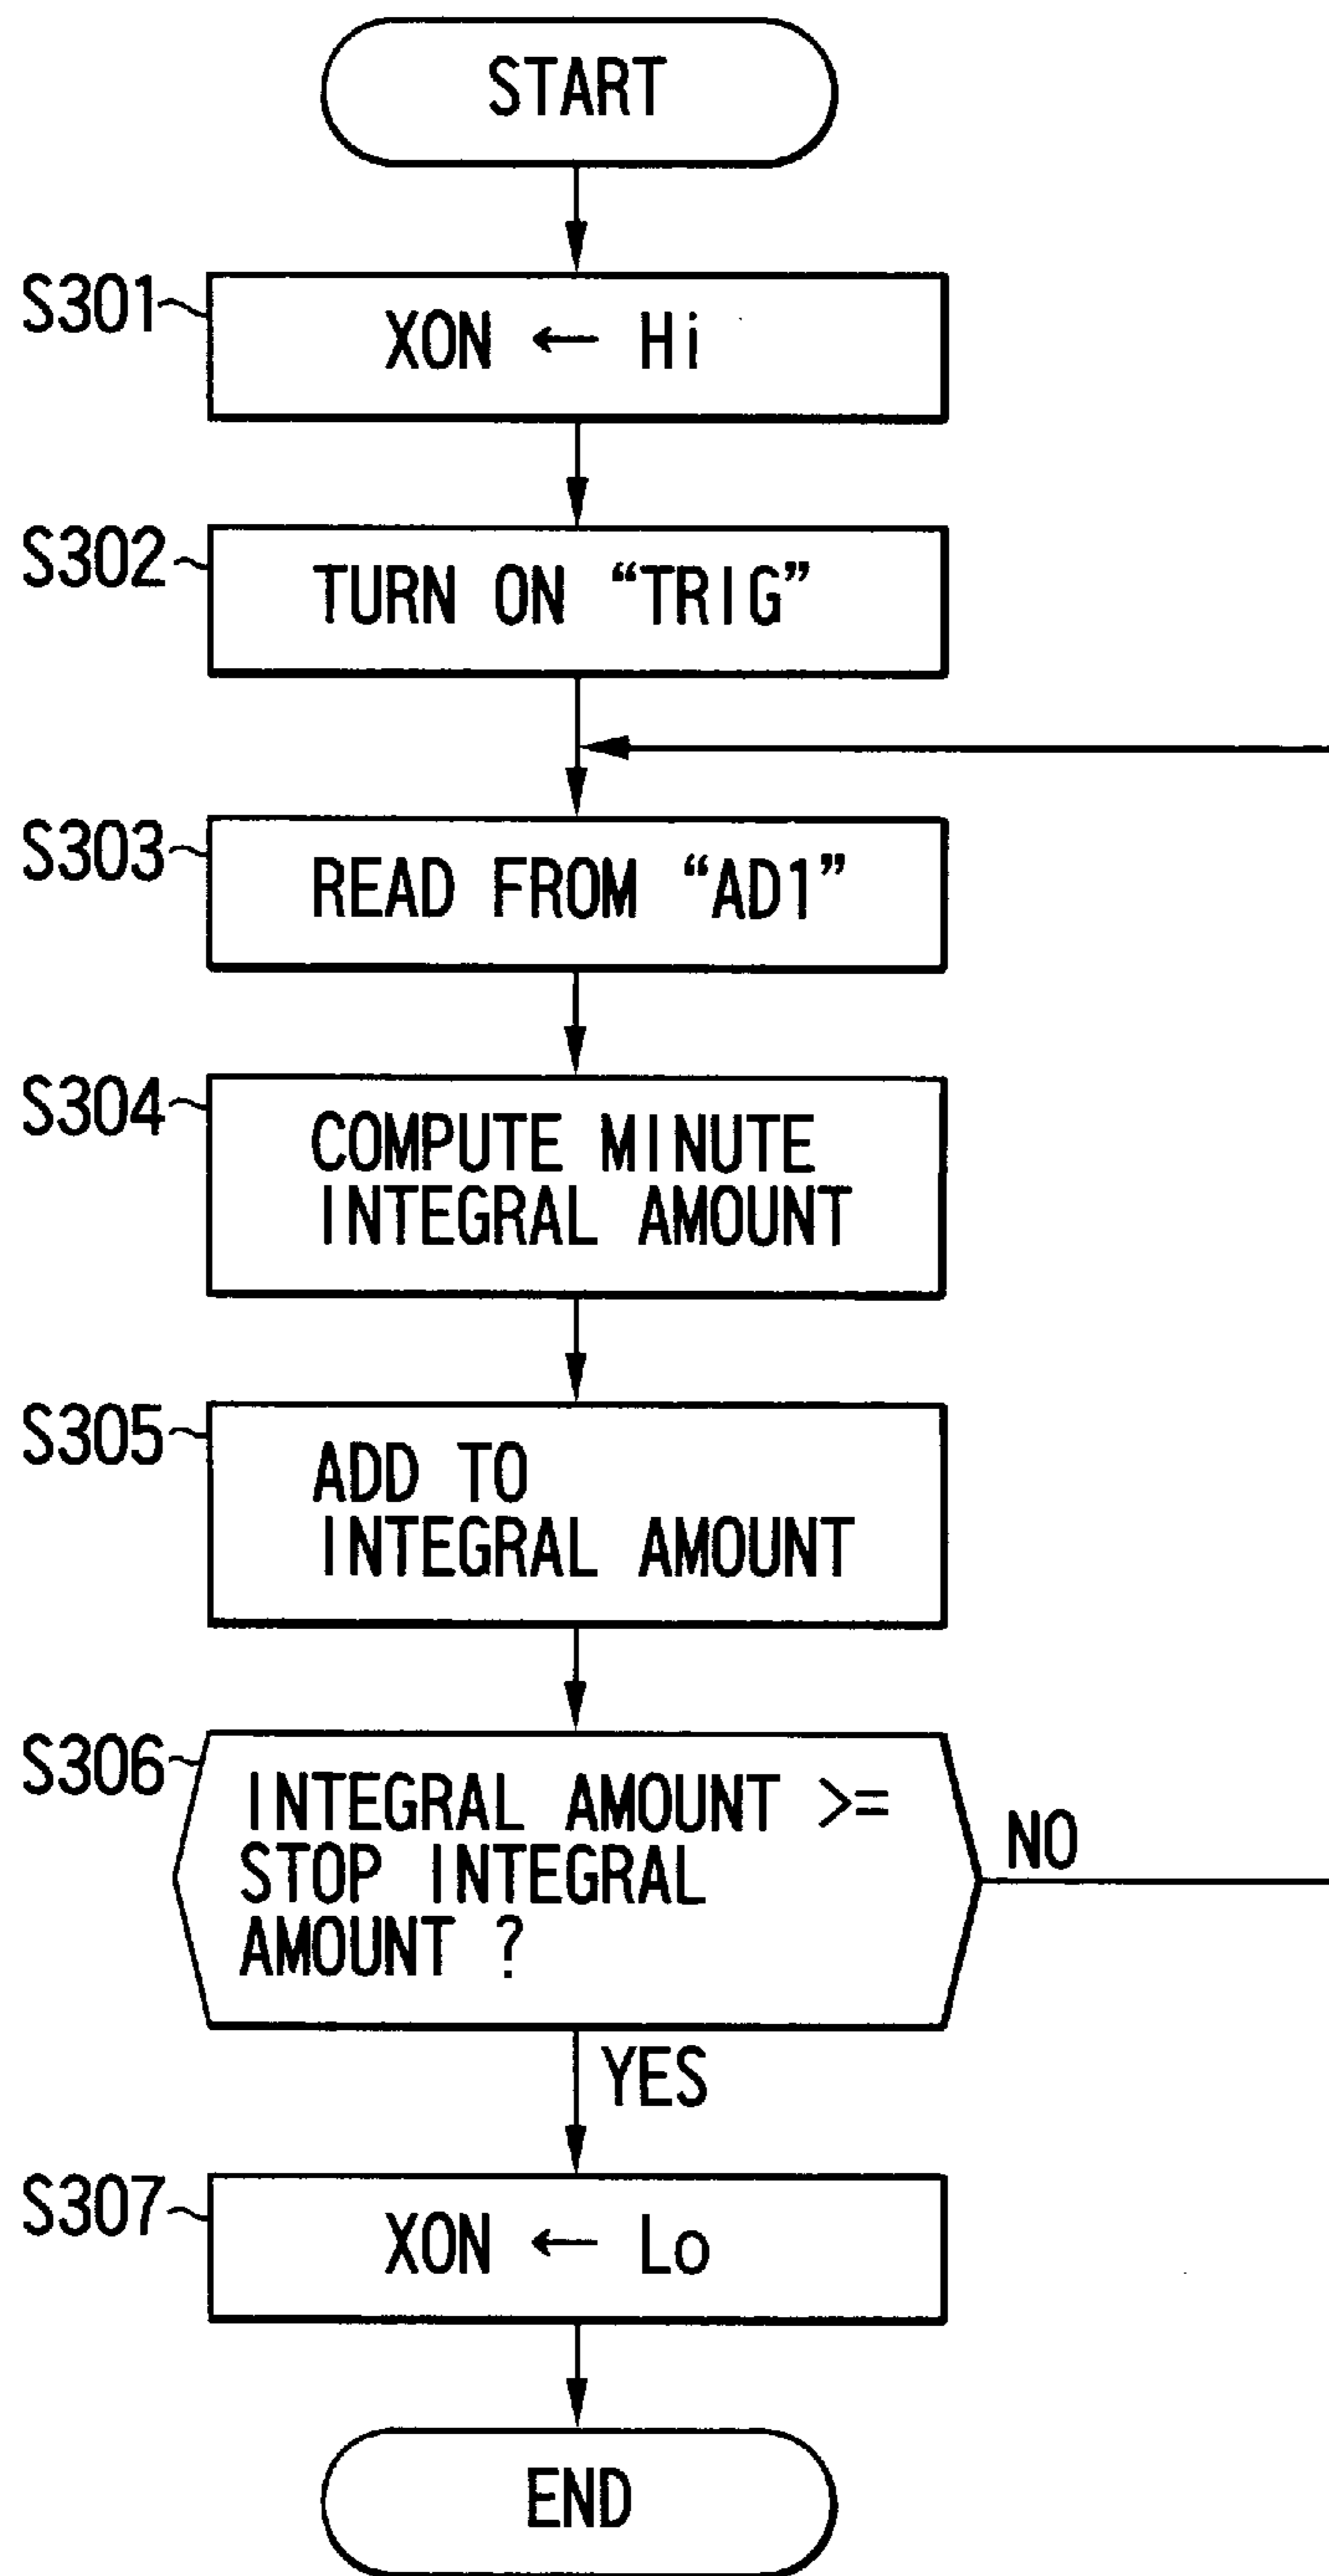 START
S301
XON ← Hi
S302
TURN ON “TRIG”
S303
READ FROM “AD1”
S304
COMPUTE MINUTE
INTEGRAL AMOUNT
S305
ADD TO
INTEGRAL AMOUNT
S306
INTEGRAL AMOUNT >=
STOP INTEGRAL
AMOUNT ?
NO
YES
S307
XON ← Lo
END